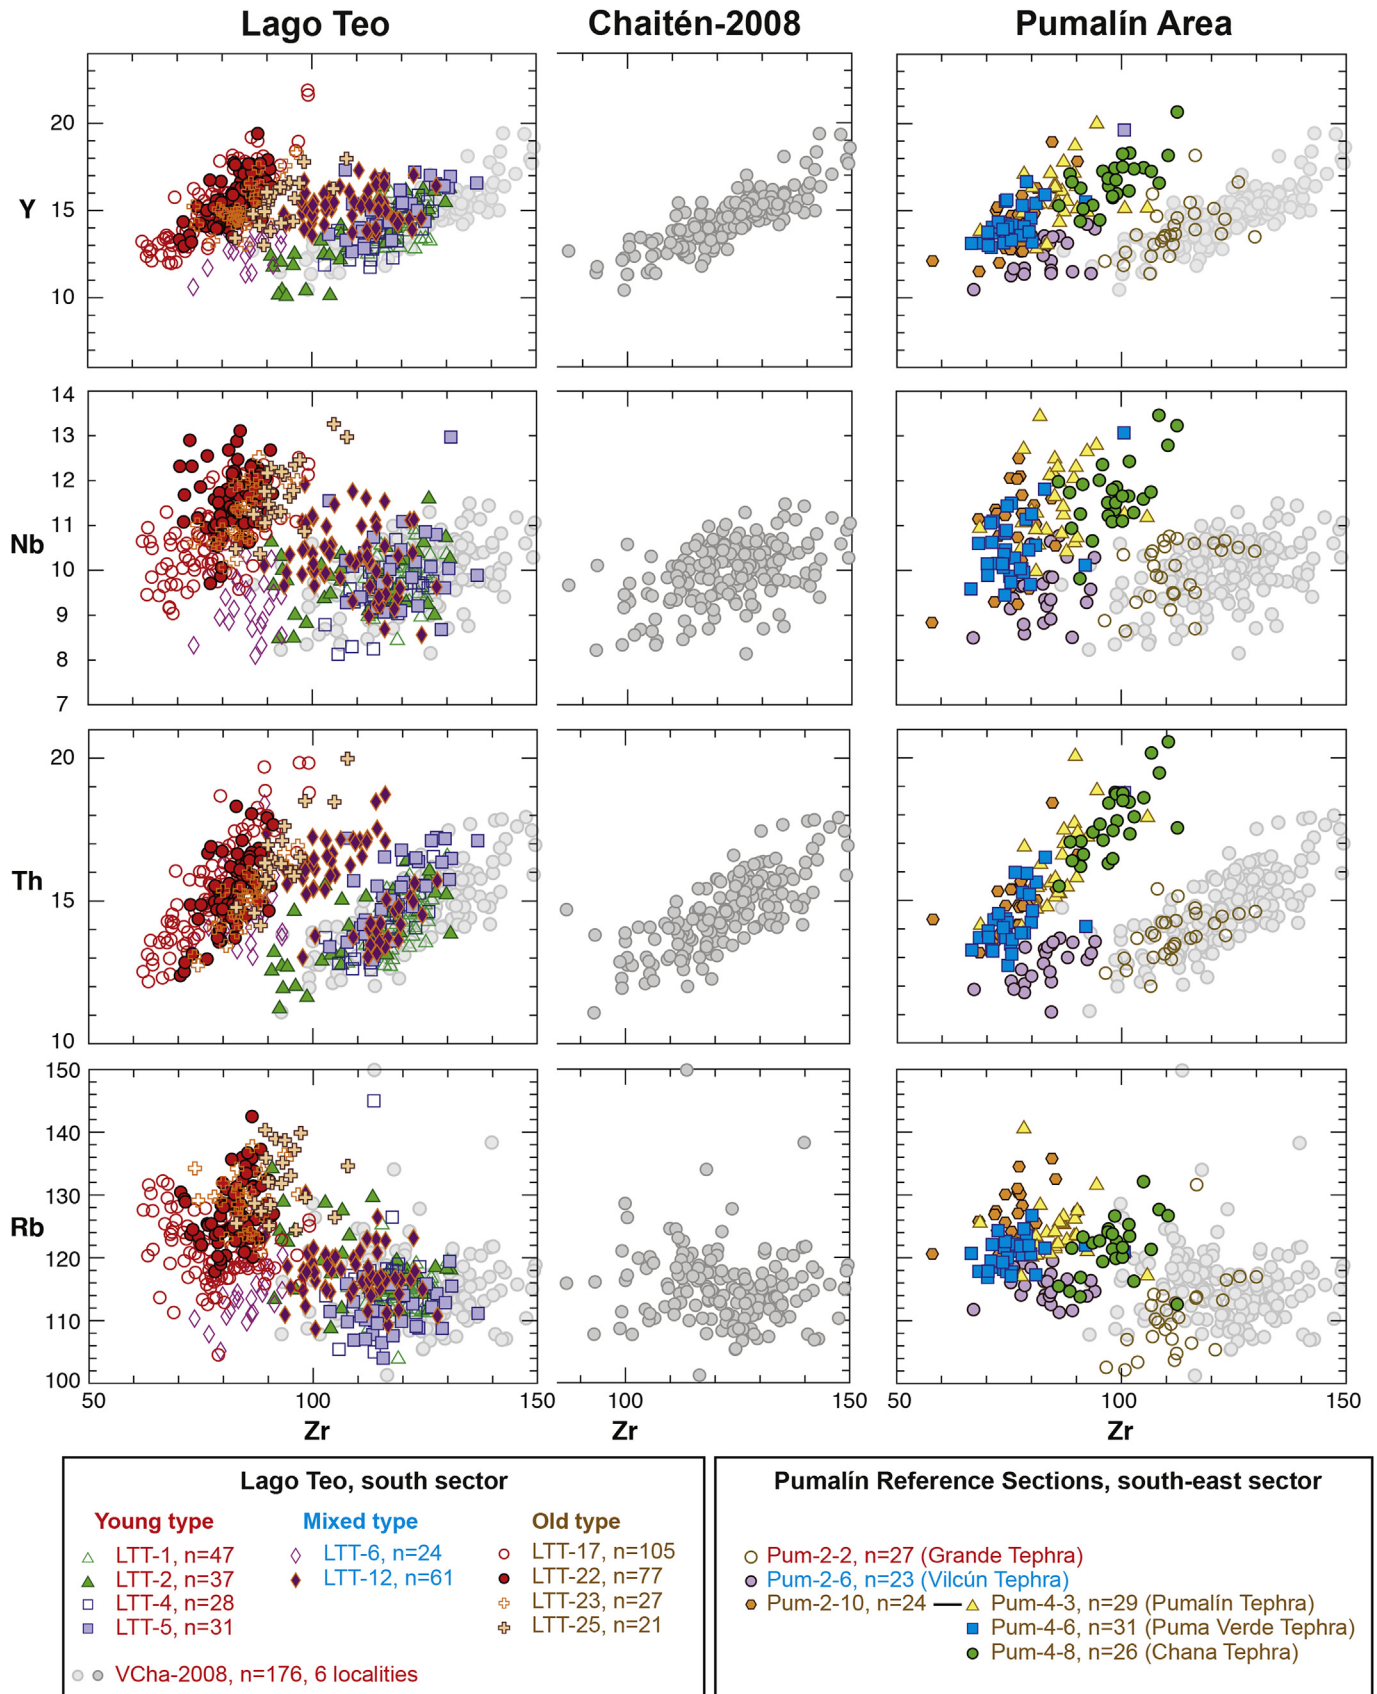 Lago Teo
Chaitén-2008
Pumalín Area
20
Y
15
10
14
13
12
11
Nb
10
9
8
7
20
Th
15
10
150
140
130
Rb
120
110
100
50 100 150
100 150
50 100 150
Zr
Zr
Zr
Lago Teo, south sector
Young type
LTT-1, n=47
LTT-2, n=37
LTT-4, n=28
LTT-5, n=31
Mixed type
LTT-6, n=24
LTT-12, n=61
Old type
LTT-17, n=105
LTT-22, n=77
LTT-23, n=27
LTT-25, n=21
VCha-2008, n=176, 6 localities
Pumalín Reference Sections, south-east sector
Pum-2-2, n=27 (Grande Tephra)
Pum-2-6, n=23 (Vilcún Tephra)
Pum-2-10, n=24 — Pum-4-3, n=29 (Pumalín Tephra)
Pum-4-6, n=31 (Puma Verde Tephra)
Pum-4-8, n=26 (Chana Tephra)